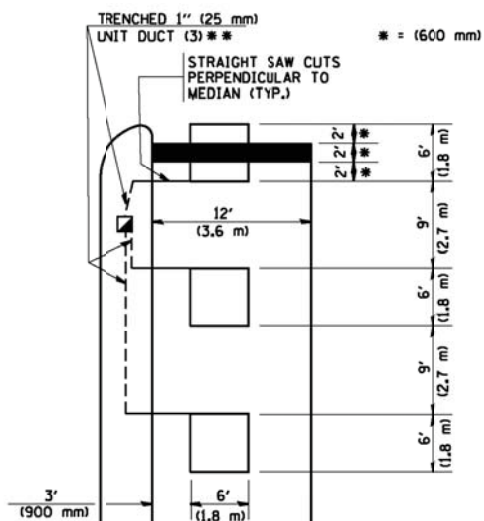 TRENCHED 1" (25 mm)
UNIT DUCT (3) * *
* = (600 mm)
STRAIGHT SAW CUTS
PERPENDICULAR TO
MEDIAN (TYP.)
2' *
2' *
2' *
6'
(1.8 m)
12'
(3.6 m)
9'
(2.7 m)
6'
(1.8 m)
9'
(2.7 m)
6'
(1.8 m)
3'
(900 mm)
6'
(1.8 m)